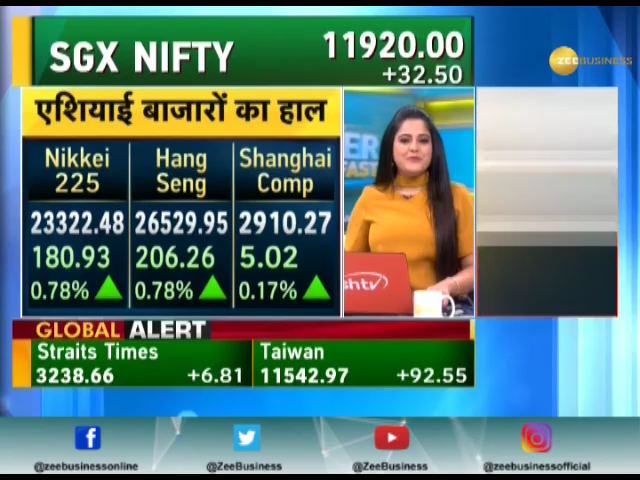 SGX NIFTY
11920.00
+32.50
ZEEBUSINESS
एशियाई बाजारों का हाल
Nikkei 225
Hang Seng
Shanghai Comp
23322.48 26529.95 2910.27
180.93 206.26 5.02
0.78% 0.78% 0.17%
GLOBAL ALERT
Straits Times
3238.66 +6.81
Taiwan
11542.97 +92.55
@zeebusinessonline @ZeeBusiness @ZeeBusiness @zeebusinessofficial